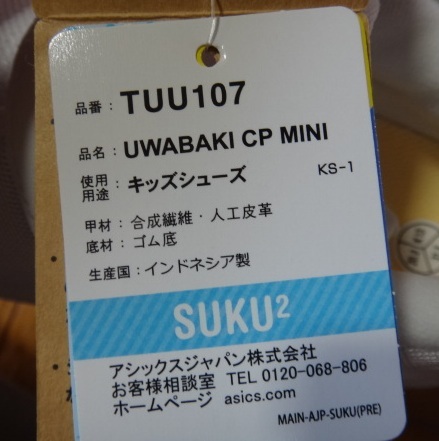 品番： TUU107
品名： UWABAKI CP MINI
使用用途： キッズシューズ KS-1
甲材： 合成繊維・人工皮革
底材： ゴム底
生産国：インドネシア製
SUKU²
アシックスジャパン株式会社
お客様相談室 TEL 0120-068-806
ホームページ asics.com
MAIN-AJP-SUKU(PRE)